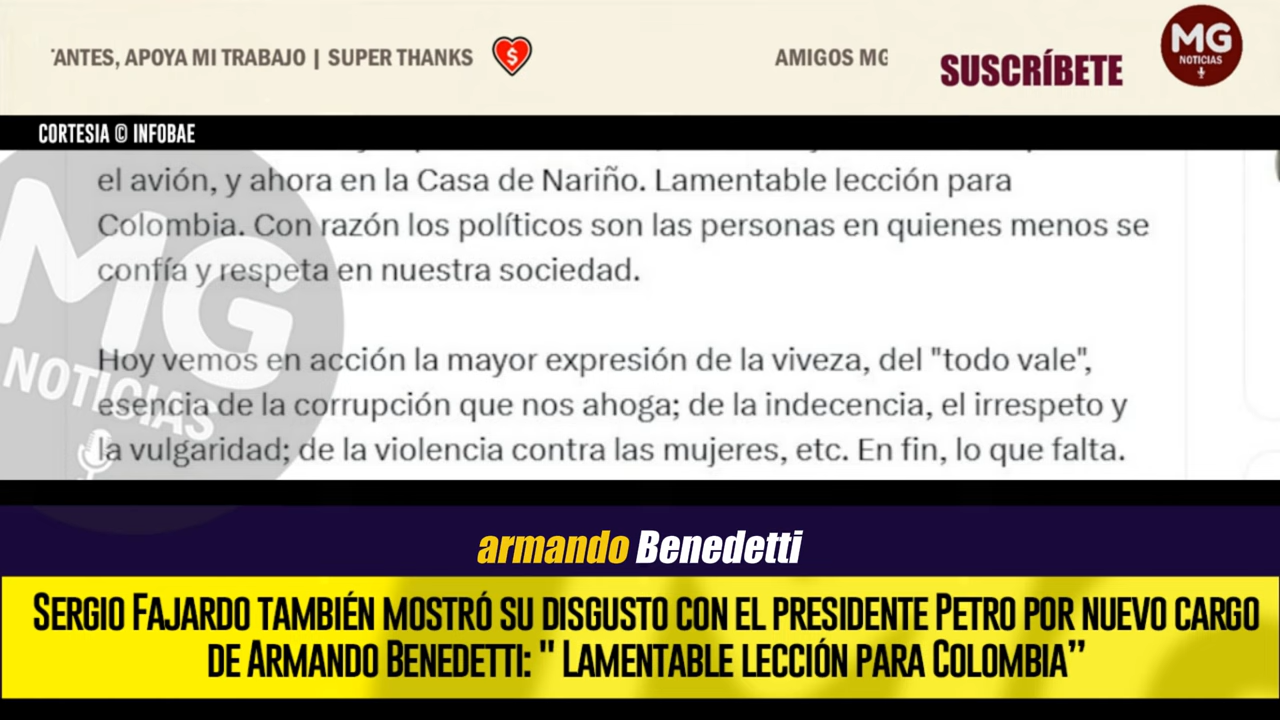 TANTES, APOYA MI TRABAJO | SUPER THANKS
AMIGOS MG
SUSCRÍBETE
MG
NOTICIAS
CORTESIA © INFOBAE
el avión, y ahora en la Casa de Nariño. Lamentable lección para
Colombia. Con razón los políticos son las personas en quienes menos se
confía y respeta en nuestra sociedad.
Hoy vemos en acción la mayor expresión de la viveza, del "todo vale",
esencia de la corrupción que nos ahoga; de la indecencia, el irrespeto y
la vulgaridad; de la violencia contra las mujeres, etc. En fin, lo que falta.
MG
NOTICIAS
armando Benedetti
SERGIO FAJARDO TAMBIÉN MOSTRÓ SU DISGUSTO CON EL PRESIDENTE PETRO POR NUEVO CARGO
DE ARMANDO BENEDETTI: " LAMENTABLE LECCIÓN PARA COLOMBIA”